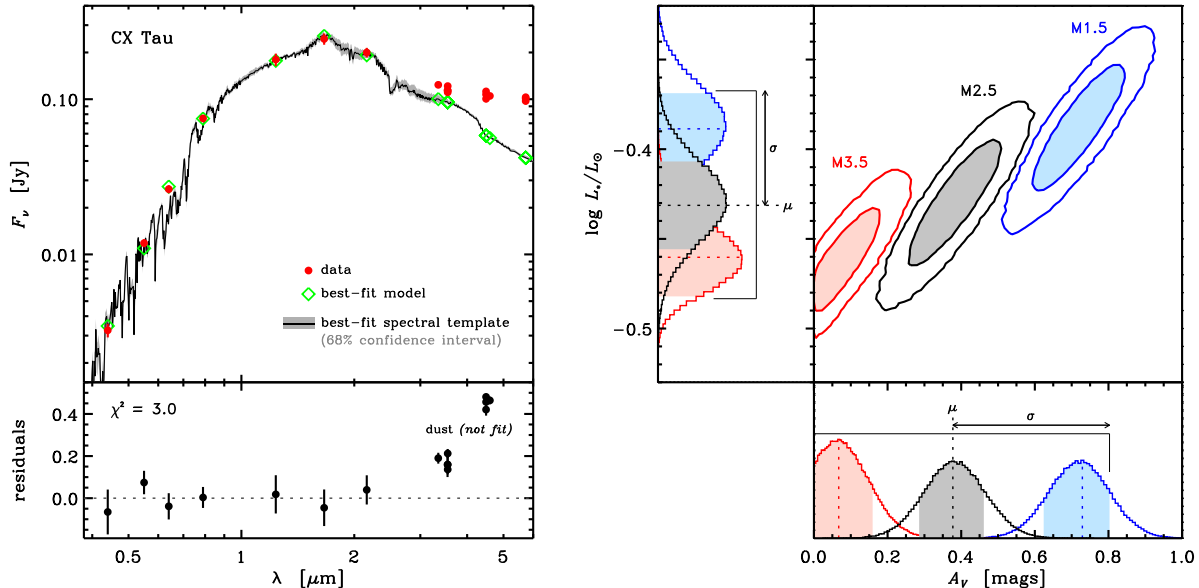 CX Tau
F_ν [Jy]
0.10
0.01
data
best-fit model
best-fit spectral template
(68% confidence interval)
χ² = 3.0
dust (not fit)
residuals
0.4
0.2
0.0
0.5
1
2
5
λ [μm]
log L_*/L_⊙
-0.4
-0.5
σ
μ
M3.5
M2.5
M1.5
μ
σ
0.0
0.2
0.4
0.6
0.8
1.0
A_V [mags]